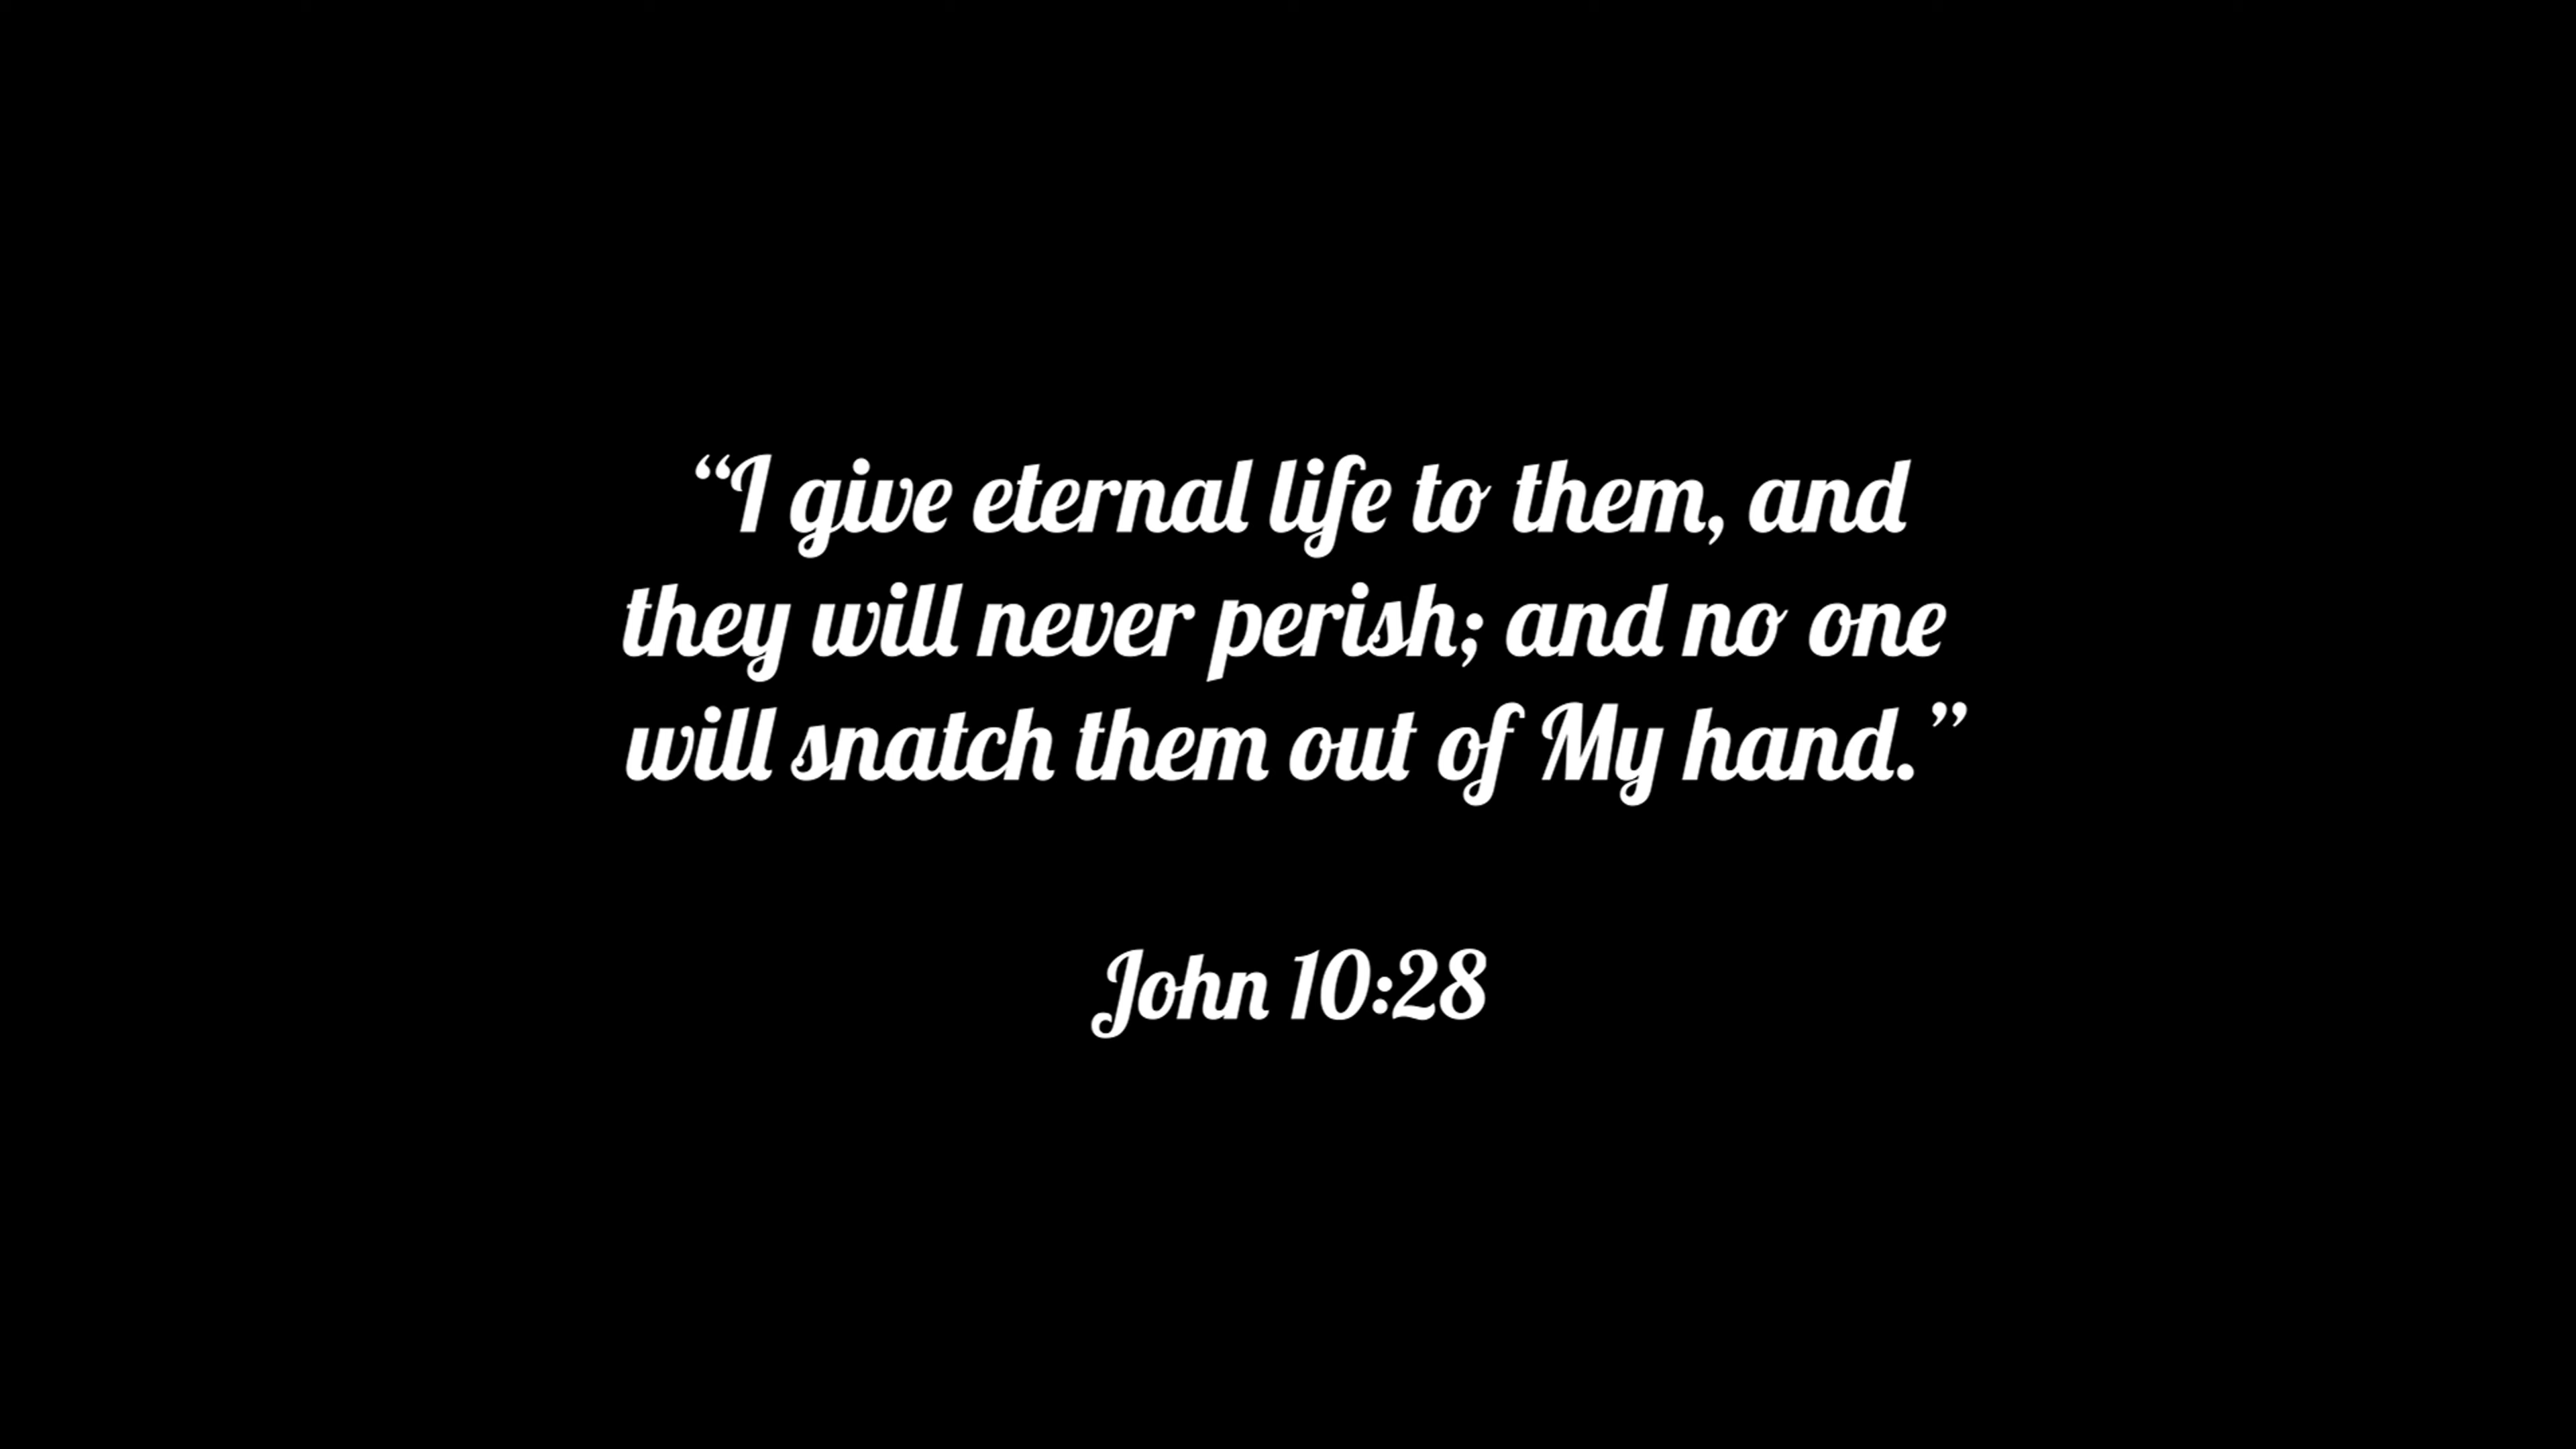 “I give eternal life to them, and
they will never perish; and no one
will snatch them out of My hand.”
John 10:28